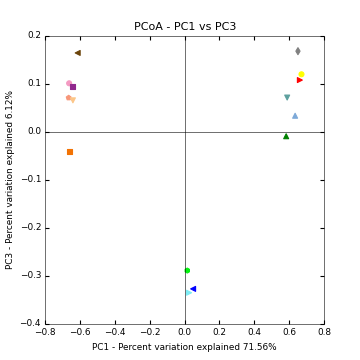 PCoA - PC1 vs PC3
0.2
0.1
0.0
−0.1
−0.2
−0.3
−0.4
−0.8 −0.6 −0.4 −0.2 0.0 0.2 0.4 0.6 0.8
PC3 - Percent variation explained 6.12%
PC1 - Percent variation explained 71.56%